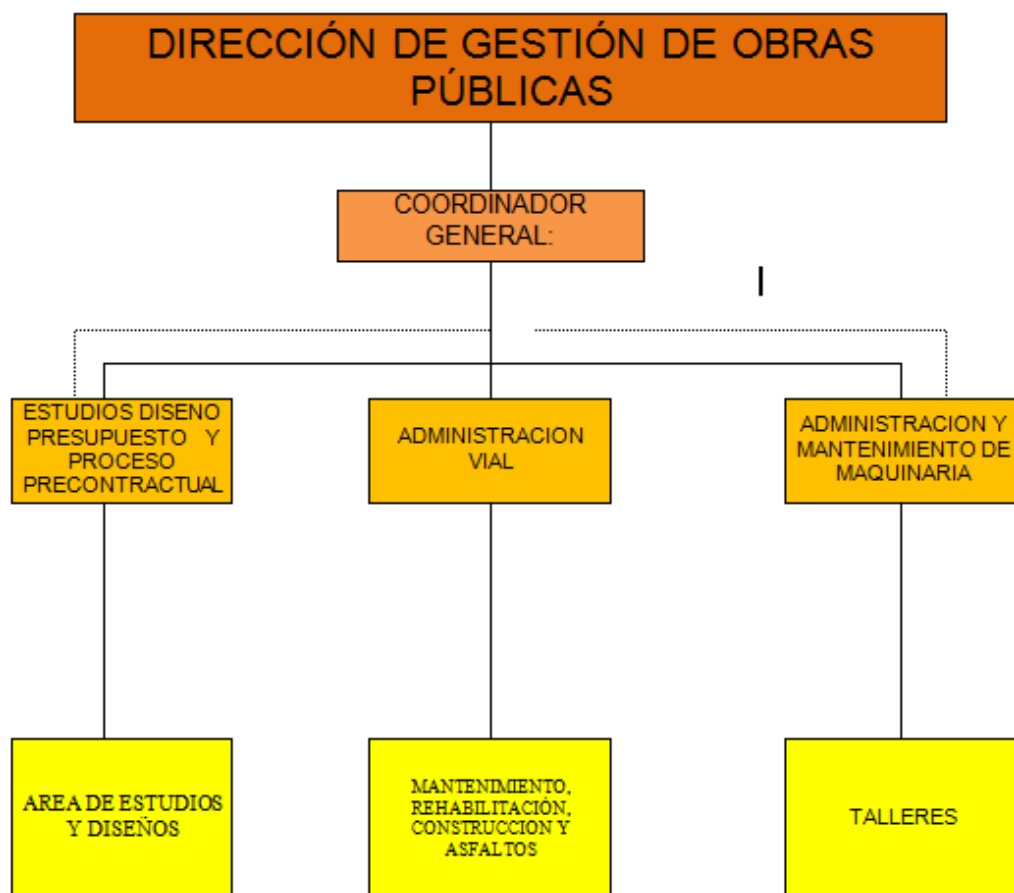 DIRECCIÓN DE GESTIÓN DE OBRAS
PÚBLICAS
COORDINADOR
GENERAL:
ESTUDIOS DISENO
PRESUPUESTO Y
PROCESO
PRECONTRACTUAL
ADMINISTRACION
VIAL
ADMINISTRACION Y
MANTENIMIENTO DE
MAQUINARIA
AREA DE ESTUDIOS
Y DISEÑOS
MANTENIMIENTO,
REHABILITACIÓN,
CONSTRUCCION Y
ASFALTOS
TALLERES